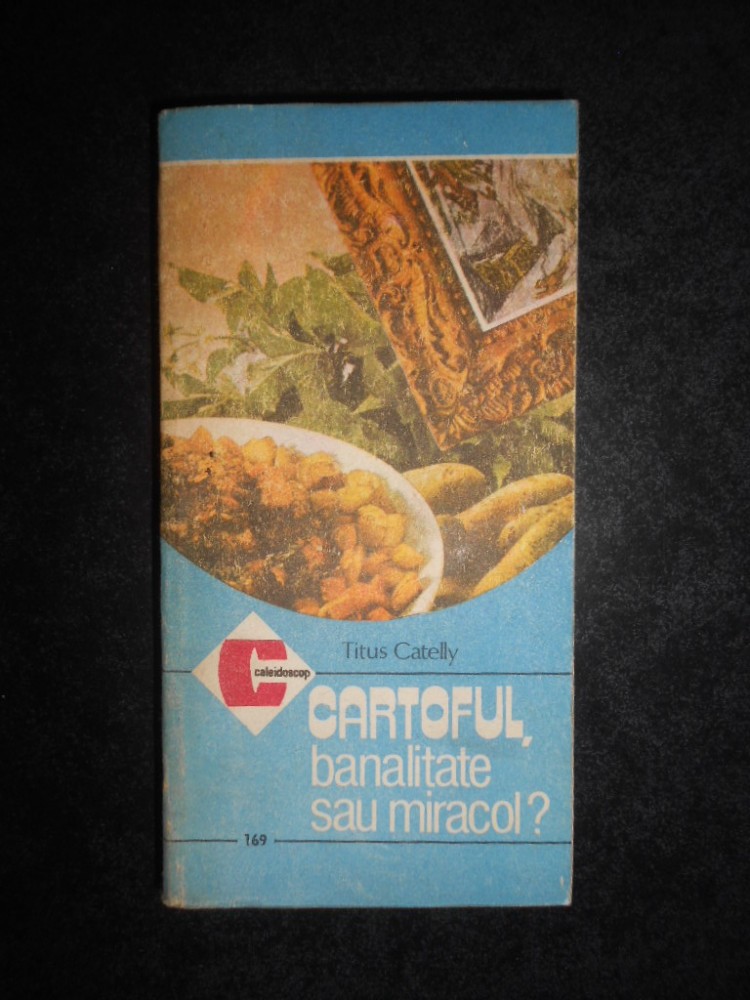 Titus Catelly
caleidoscop
CARTOFUL,
banalitate
sau miracol?
169